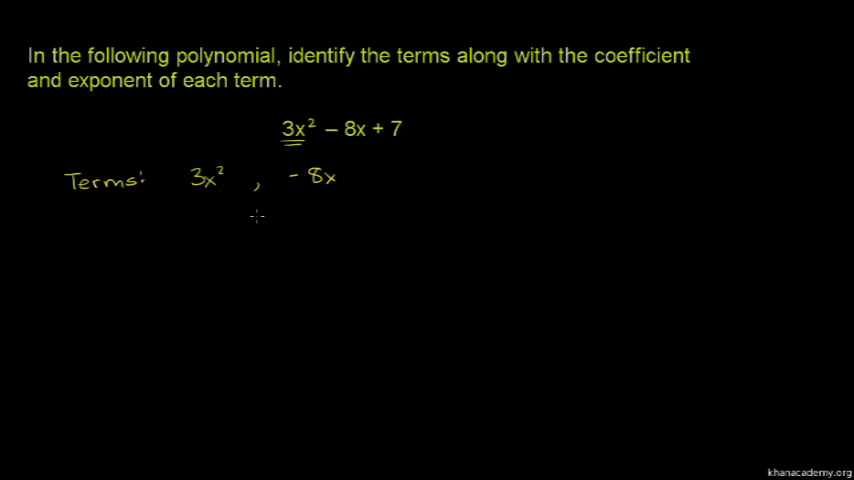 In the following polynomial, identify the terms along with the coefficient
and exponent of each term.
3x² – 8x + 7
Terms: 3x² , - 8x
khanacademy.org